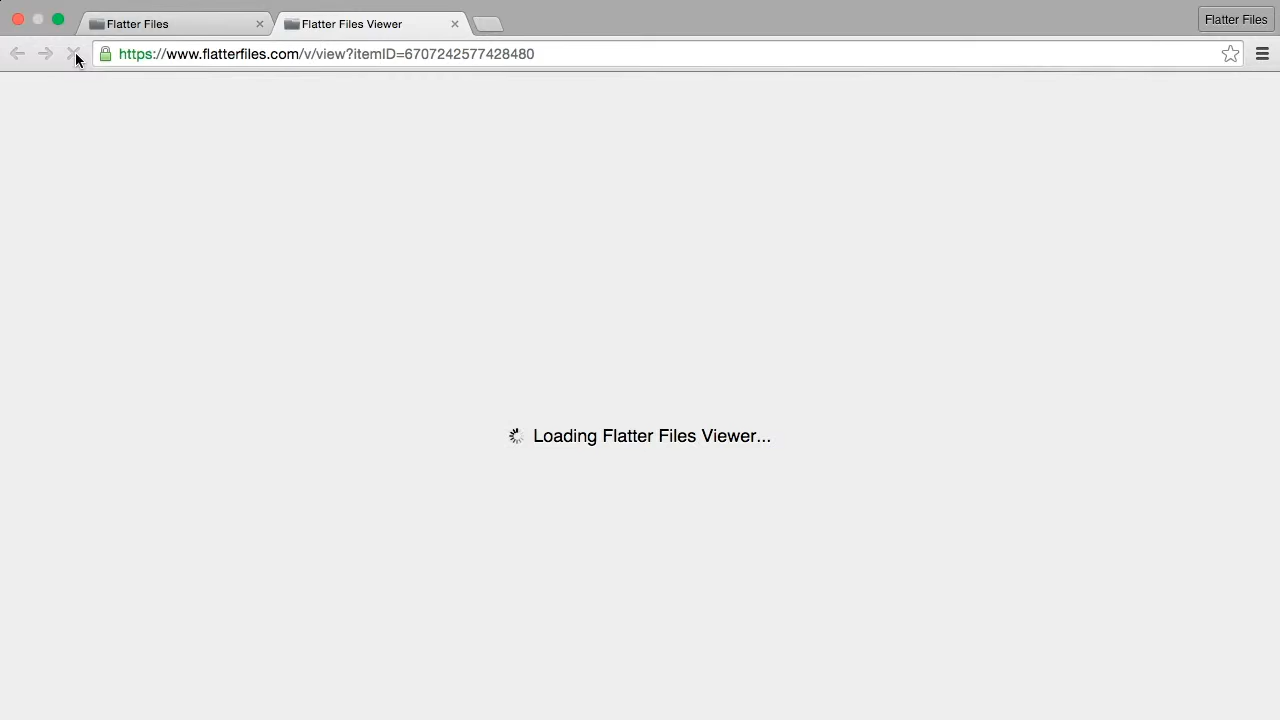 Flatter Files
Flatter Files Viewer
Flatter Files
https://www.flatterfiles.com/v/view?itemID=6707242577428480
Loading Flatter Files Viewer...